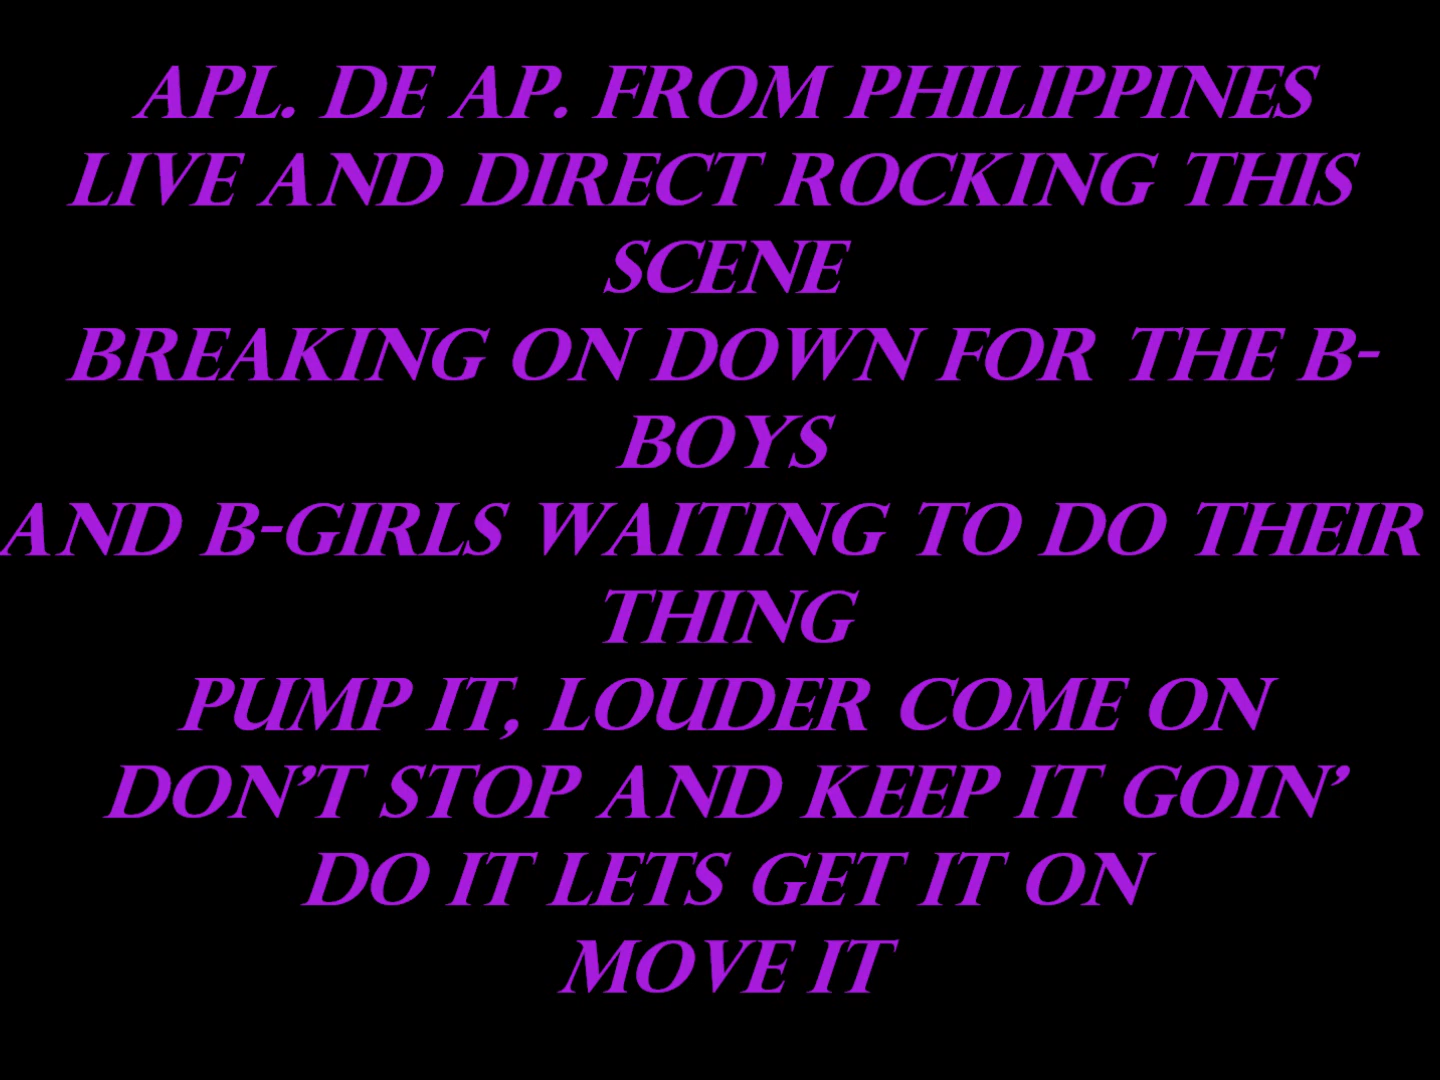 APL. DE AP. FROM PHILIPPINES
LIVE AND DIRECT ROCKING THIS
SCENE
BREAKING ON DOWN FOR THE B-
BOYS
AND B-GIRLS WAITING TO DO THEIR
THING
PUMP IT, LOUDER COME ON
DON'T STOP AND KEEP IT GOIN'
DO IT LETS GET IT ON
MOVE IT